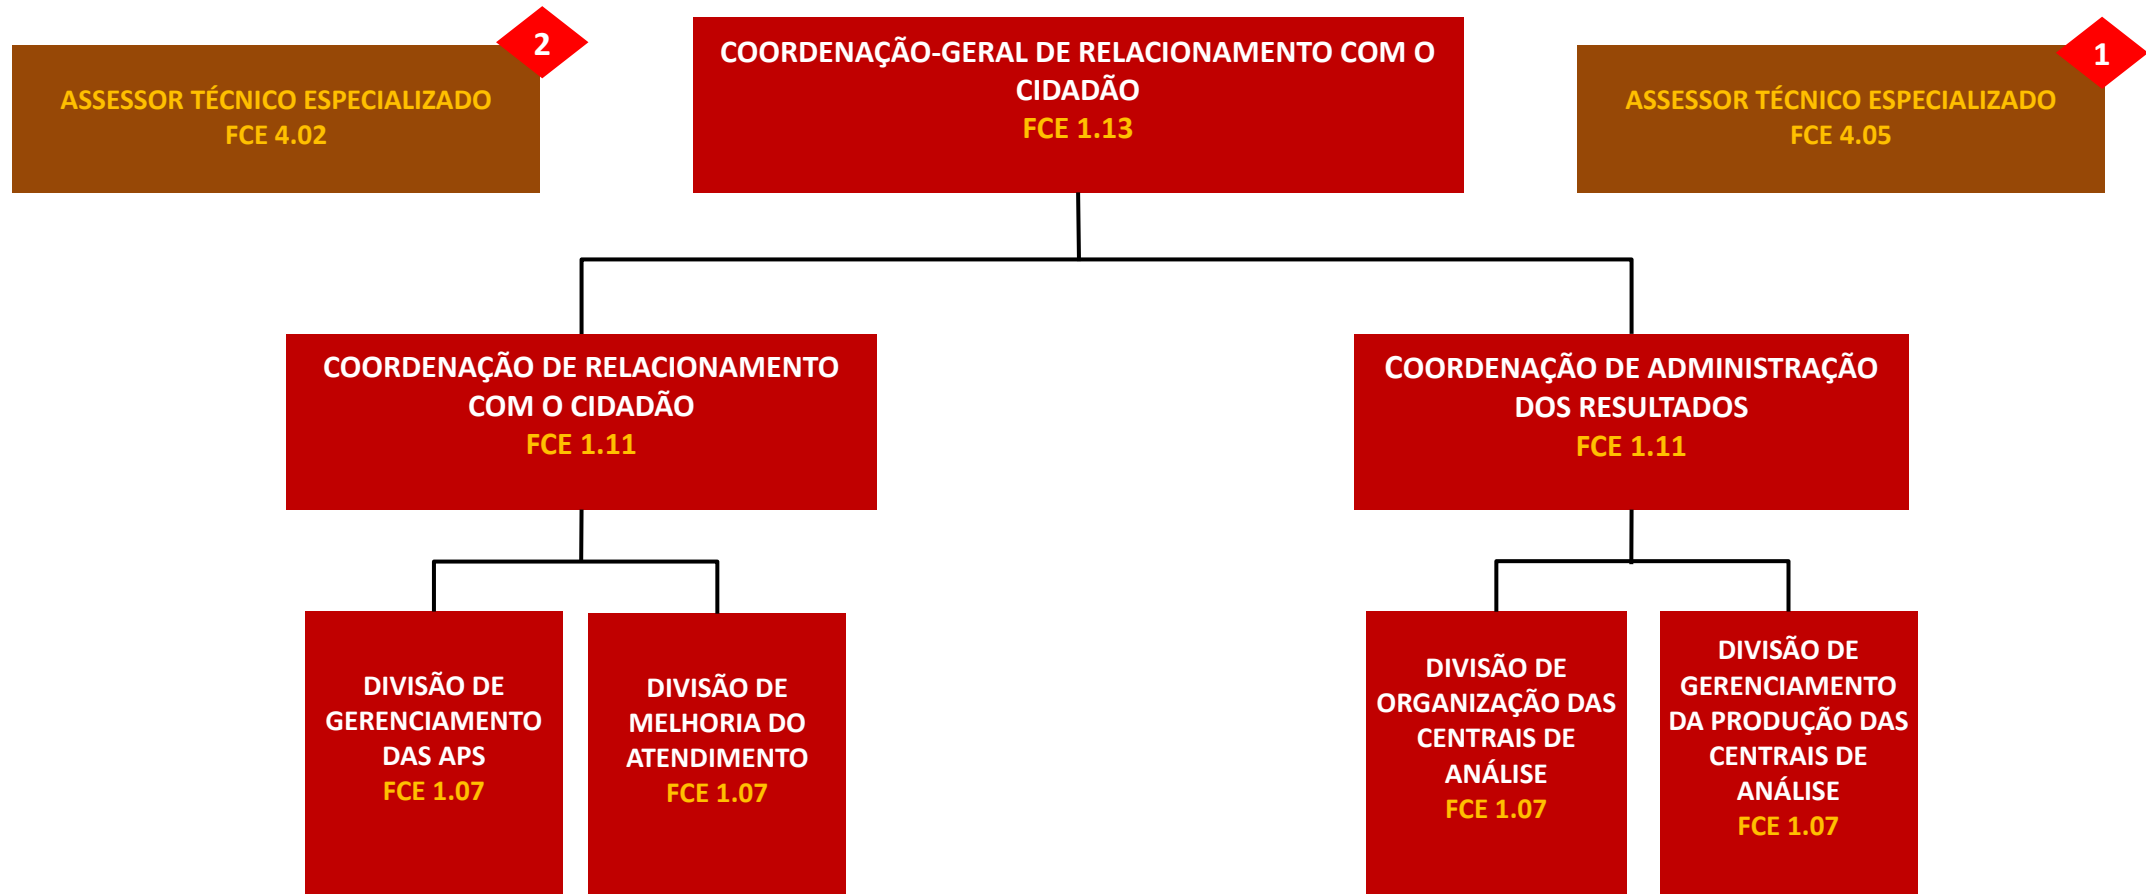 2
ASSESSOR TÉCNICO ESPECIALIZADO
FCE 4.02
COORDENAÇÃO-GERAL DE RELACIONAMENTO COM O
CIDADÃO
FCE 1.13
1
ASSESSOR TÉCNICO ESPECIALIZADO
FCE 4.05
COORDENAÇÃO DE RELACIONAMENTO
COM O CIDADÃO
FCE 1.11
COORDENAÇÃO DE ADMINISTRAÇÃO
DOS RESULTADOS
FCE 1.11
DIVISÃO DE
GERENCIAMENTO
DAS APS
FCE 1.07
DIVISÃO DE
MELHORIA DO
ATENDIMENTO
FCE 1.07
DIVISÃO DE
ORGANIZAÇÃO DAS
CENTRAIS DE
ANÁLISE
FCE 1.07
DIVISÃO DE
GERENCIAMENTO
DA PRODUÇÃO DAS
CENTRAIS DE
ANÁLISE
FCE 1.07